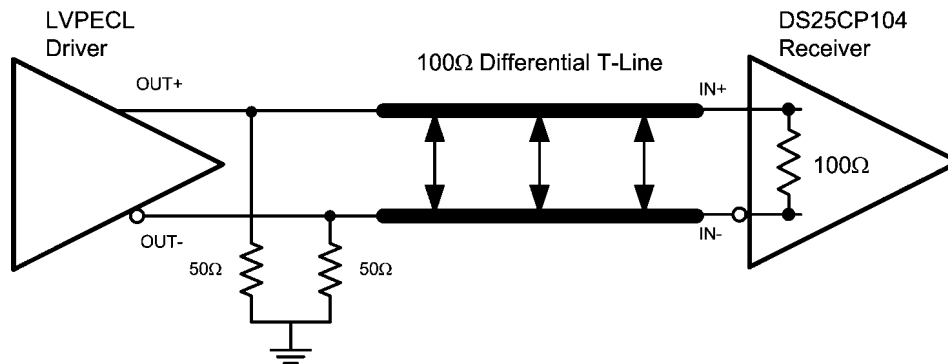 LVPECL
Driver
DS25CP104
Receiver
100Ω Differential T-Line
OUT+
IN+
100Ω
OUT-
IN-
50Ω
50Ω